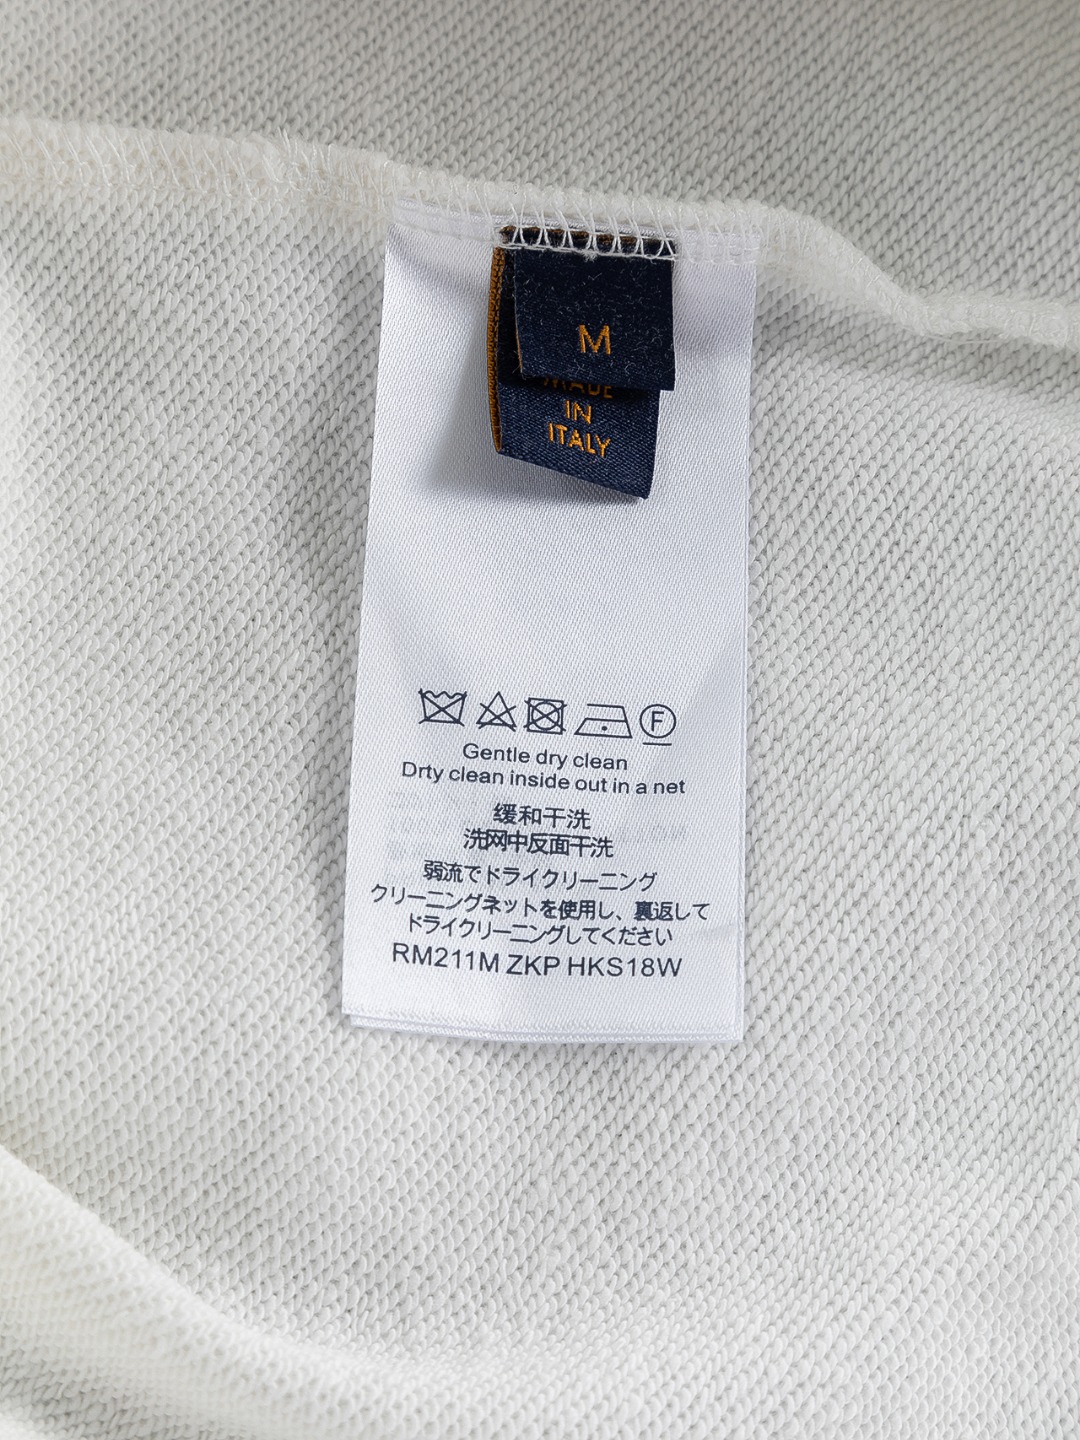 M
MADE
IN
ITALY
F
Gentle dry clean
Drty clean inside out in a net
缓和干洗
洗网中反面干洗
弱流でドライクリーニング
クリーニングネットを使用し、裏返して
ドライクリーニングしてください
RM211M ZKP HKS18W